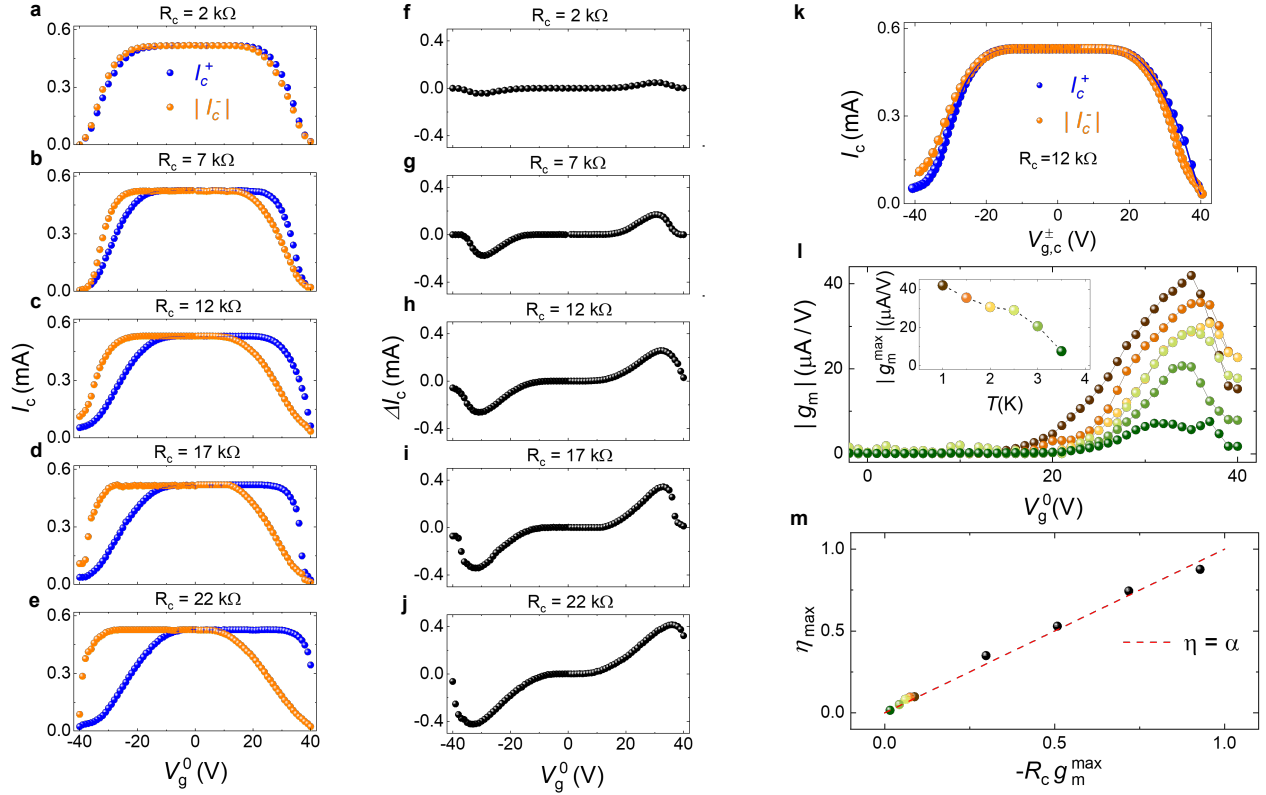 a
R_c = 2 kΩ
0.6
0.3
0.0
I_c^+
| I_c^- |
b
R_c = 7 kΩ
0.6
0.3
0.0
c
R_c = 12 kΩ
0.6
0.3
0.0
I_c (mA)
d
R_c = 17 kΩ
0.6
0.3
0.0
e
R_c = 22 kΩ
0.6
0.3
0.0
-40 -20 0 20 40
V_g^0 (V)
f
R_c = 2 kΩ
0.4
0.0
-0.4
g
R_c = 7 kΩ
0.4
0.0
-0.4
h
R_c = 12 kΩ
0.4
0.0
-0.4
ΔI_c (mA)
i
R_c = 17 kΩ
0.4
0.0
-0.4
j
R_c = 22 kΩ
0.4
0.0
-0.4
-40 -20 0 20 40
V_g^0 (V)
k
0.6
0.3
0.0
I_c (mA)
I_c^+
| I_c^- |
R_c =12 kΩ
-40 -20 0 20 40
V_{g,c}^± (V)
l
40
20
0
| g_m | (μA / V)
40
20
0
| g_m^max | (μA/V)
1 2 3 4
T(K)
0 20 40
V_g^0 (V)
m
1.0
0.5
0.0
η_max
η = α
0.0 0.5 1.0
-R_c g_m^max